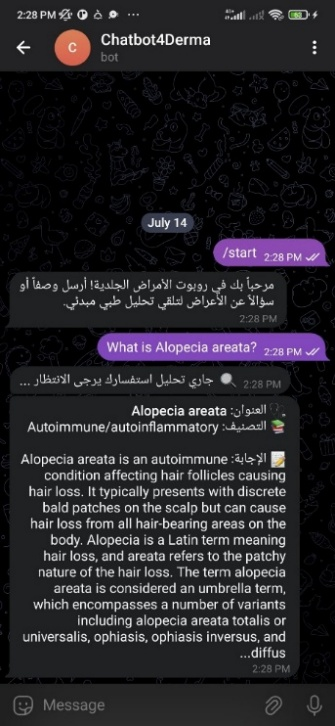 2:28 PM
Chatbot4Derma
bot
C
July 14
/start 2:28 PM
مرحباً بك في روبوت الأمراض الجلدية! أرسل وصفاً أو
سؤالاً عن الأعراض لتلقي تحليل طبي مبدئي.
2:28 PM
What is Alopecia areata? 2:28 PM
جاري تحليل استفسارك يرجى الانتظار ...
2:28 PM
العنوان: Alopecia areata
التصنيف: Autoimmune/autoinflammatory
الإجابة: Alopecia areata is an autoimmune
condition affecting hair follicles causing
hair loss. It typically presents with discrete
bald patches on the scalp but can cause
hair loss from all hair-bearing areas on the
body. Alopecia is a Latin term meaning
hair loss, and areata refers to the patchy
nature of the hair loss. The term alopecia
areata is considered an umbrella term,
which encompasses a number of variants
including alopecia areata totalis or
universalis, ophiasis, ophiasis inversus, and
...diffus
2:28 PM
Message